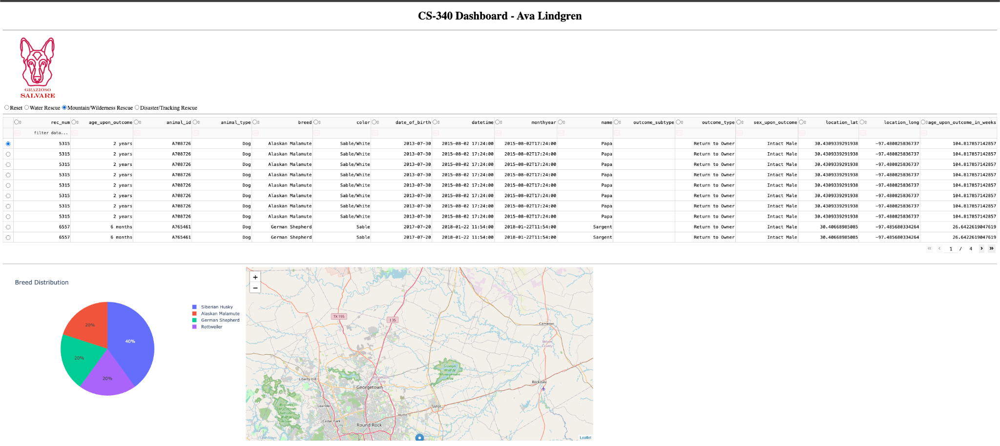 CS-340 Dashboard - Ava Lindgren
GRAZIOSO
SALVARE
Reset Water Rescue Mountain/Wilderness Rescue Disaster/Tracking Rescue
rec_num age_upon_outcome animal_id animal_type breed color date_of_birth datetime monthyear name outcome_subtype outcome_type sex_upon_outcome location_lat location_long age_upon_outcome_in_weeks
filter data...
5315 2 years A708726 Dog Alaskan Malamute Sable/White 2013-07-30 2015-08-02 17:24:00 2015-08-02T17:24:00 Papa Return to Owner Intact Male 30.4309339291938 -97.480825836737 104.817857142857
5315 2 years A708726 Dog Alaskan Malamute Sable/White 2013-07-30 2015-08-02 17:24:00 2015-08-02T17:24:00 Papa Return to Owner Intact Male 30.4309339291938 -97.480825836737 104.817857142857
5315 2 years A708726 Dog Alaskan Malamute Sable/White 2013-07-30 2015-08-02 17:24:00 2015-08-02T17:24:00 Papa Return to Owner Intact Male 30.4309339291938 -97.480825836737 104.817857142857
5315 2 years A708726 Dog Alaskan Malamute Sable/White 2013-07-30 2015-08-02 17:24:00 2015-08-02T17:24:00 Papa Return to Owner Intact Male 30.4309339291938 -97.480825836737 104.817857142857
5315 2 years A708726 Dog Alaskan Malamute Sable/White 2013-07-30 2015-08-02 17:24:00 2015-08-02T17:24:00 Papa Return to Owner Intact Male 30.4309339291938 -97.480825836737 104.817857142857
5315 2 years A708726 Dog Alaskan Malamute Sable/White 2013-07-30 2015-08-02 17:24:00 2015-08-02T17:24:00 Papa Return to Owner Intact Male 30.4309339291938 -97.480825836737 104.817857142857
5315 2 years A708726 Dog Alaskan Malamute Sable/White 2013-07-30 2015-08-02 17:24:00 2015-08-02T17:24:00 Papa Return to Owner Intact Male 30.4309339291938 -97.480825836737 104.817857142857
5315 2 years A708726 Dog Alaskan Malamute Sable/White 2013-07-30 2015-08-02 17:24:00 2015-08-02T17:24:00 Papa Return to Owner Intact Male 30.4309339291938 -97.480825836737 104.817857142857
6557 6 months A765461 Dog German Shepherd Sable 2017-07-20 2018-01-22 11:54:00 2018-01-22T11:54:00 Sargent Return to Owner Intact Male 30.40668985085 -97.485680334264 26.6422619047619
6557 6 months A765461 Dog German Shepherd Sable 2017-07-20 2018-01-22 11:54:00 2018-01-22T11:54:00 Sargent Return to Owner Intact Male 30.40668985085 -97.485680334264 26.6422619047619
« ‹ 1 / 4 › »
Breed Distribution
40%
20%
20%
20%
Siberian Husky
Alaskan Malamute
German Shepherd
Rottweiler
+
−
TX 195
I 35
Cameron
Milam
County
Granger
Wildlife
Management
Area
Liberty Hill
Williamson
County
Rockdale
Georgetown
Leander
Taylor
Balcones
Canyonlands
National
Wildlife
Refuge
Hutto
Cedar Park
Round Rock
Lake Travis
Leaflet